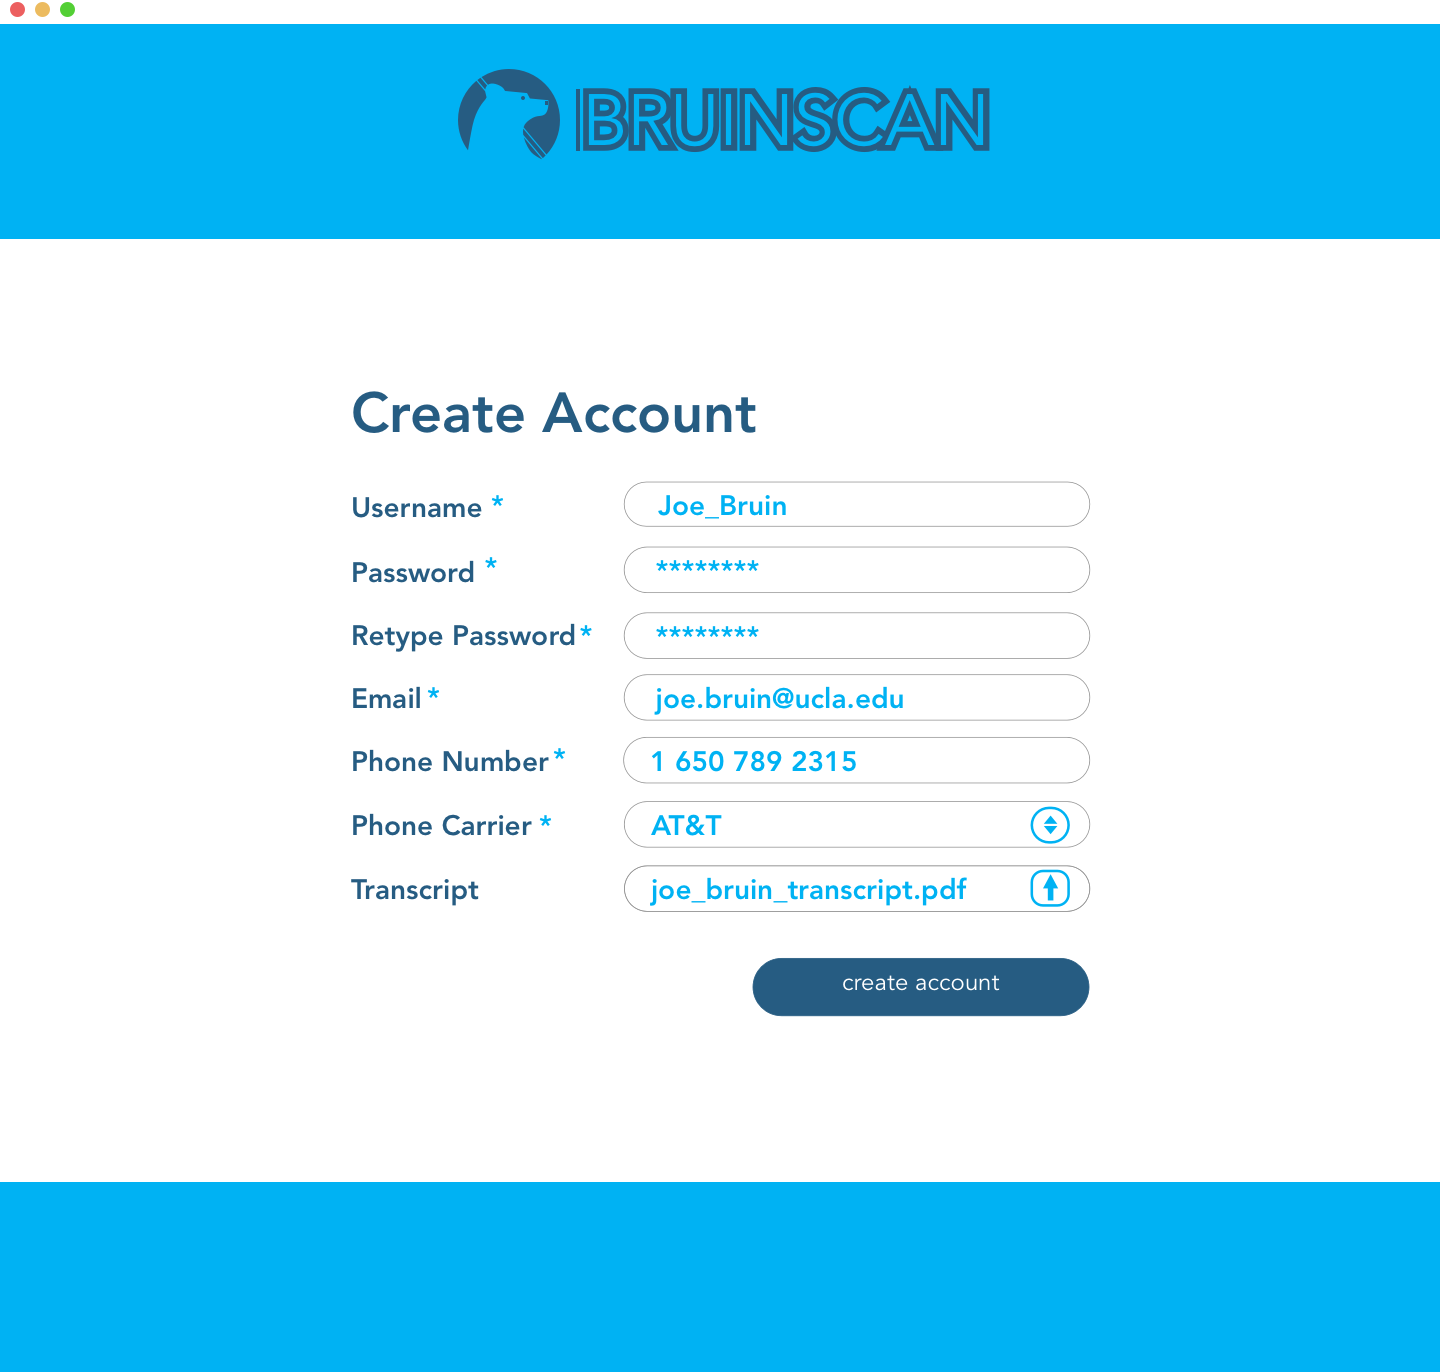 BRUINSCAN
Create Account
Username * Joe_Bruin
Password * ********
Retype Password * ********
Email * joe.bruin@ucla.edu
Phone Number * 1 650 789 2315
Phone Carrier * AT&T
Transcript joe_bruin_transcript.pdf
create account